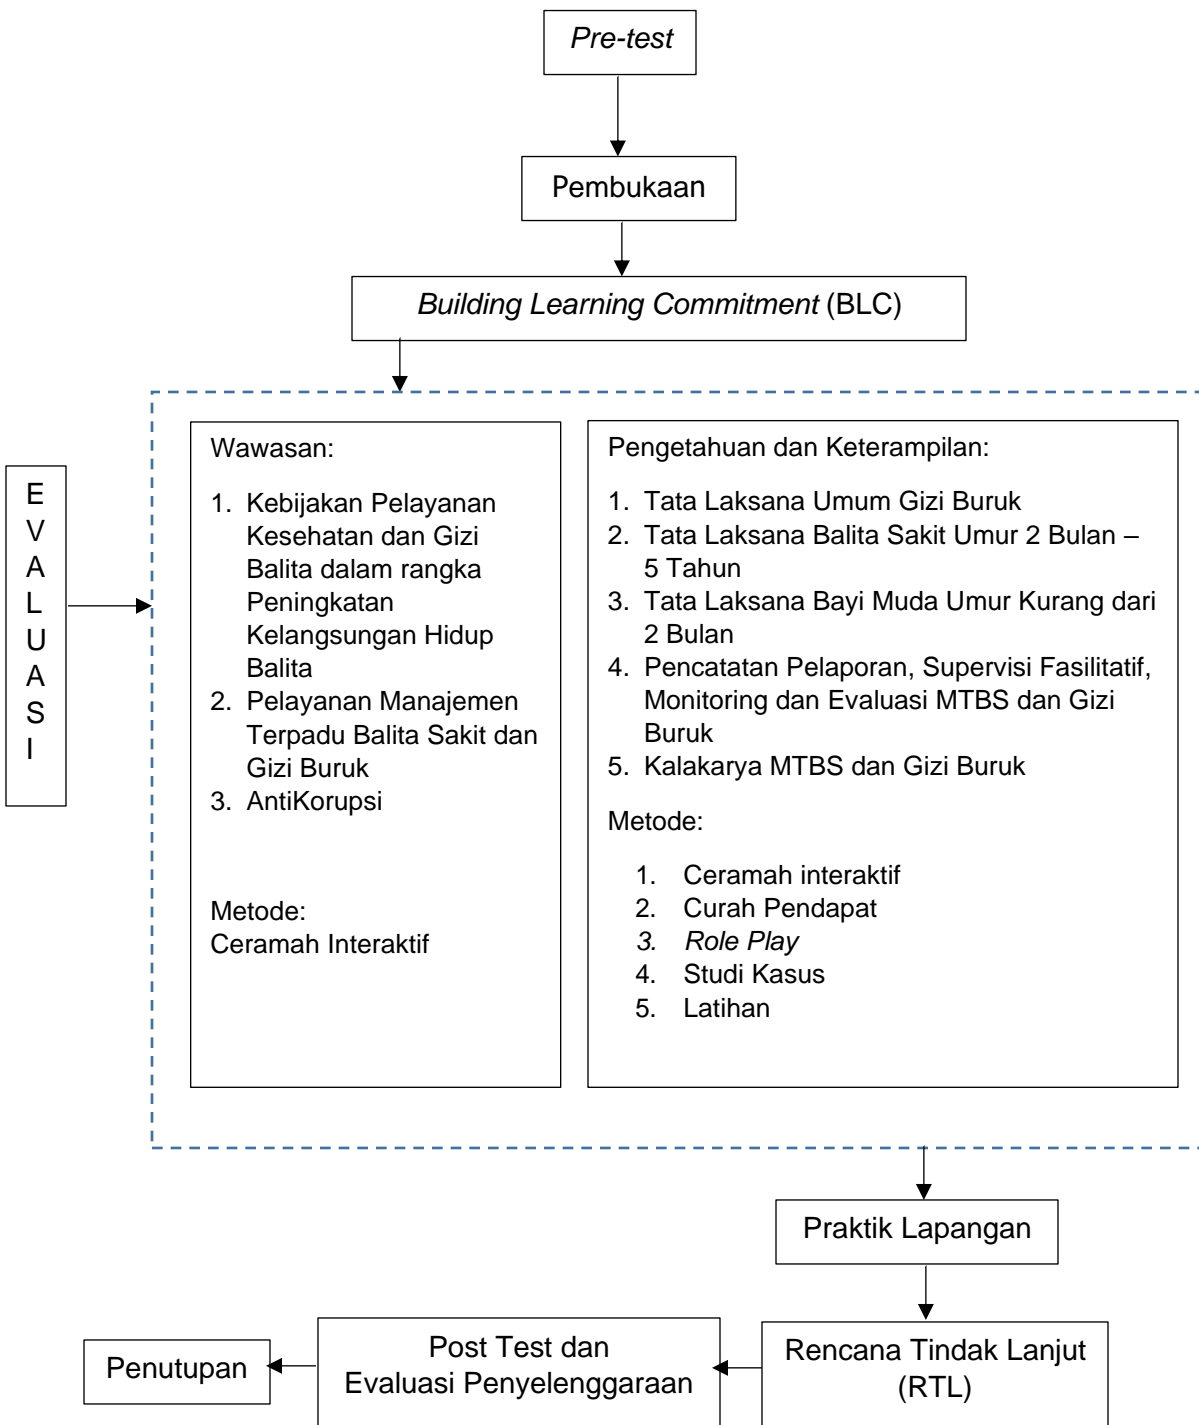 Pre-test
Pembukaan
Building Learning Commitment (BLC)
E
V
A
L
U
A
S
I
Wawasan:
1. Kebijakan Pelayanan
Kesehatan dan Gizi
Balita dalam rangka
Peningkatan
Kelangsungan Hidup
Balita
2. Pelayanan Manajemen
Terpadu Balita Sakit dan
Gizi Buruk
3. AntiKorupsi
Metode:
Ceramah Interaktif
Pengetahuan dan Keterampilan:
1. Tata Laksana Umum Gizi Buruk
2. Tata Laksana Balita Sakit Umur 2 Bulan –
5 Tahun
3. Tata Laksana Bayi Muda Umur Kurang dari
2 Bulan
4. Pencatatan Pelaporan, Supervisi Fasilitatif,
Monitoring dan Evaluasi MTBS dan Gizi
Buruk
5. Kalakarya MTBS dan Gizi Buruk
Metode:
1. Ceramah interaktif
2. Curah Pendapat
3. Role Play
4. Studi Kasus
5. Latihan
Praktik Lapangan
Rencana Tindak Lanjut
(RTL)
Post Test dan
Evaluasi Penyelenggaraan
Penutupan